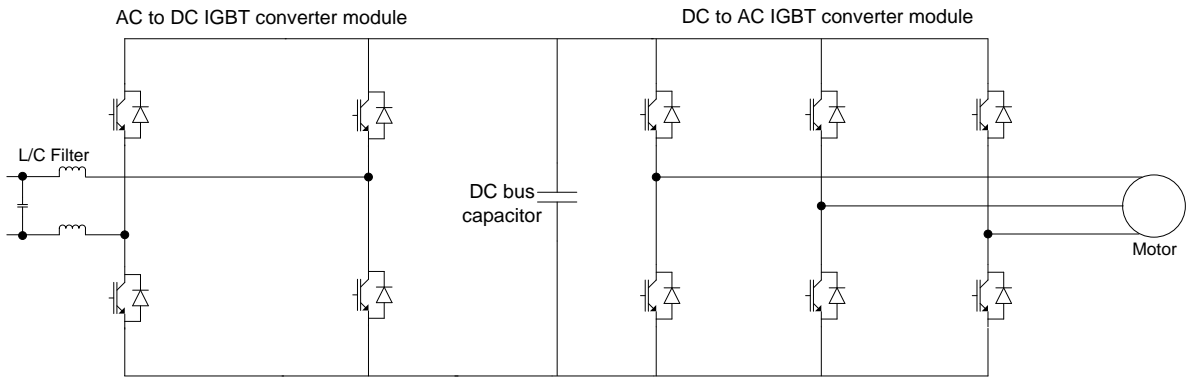 AC to DC IGBT converter module
DC to AC IGBT converter module
L/C Filter
DC bus
capacitor
Motor